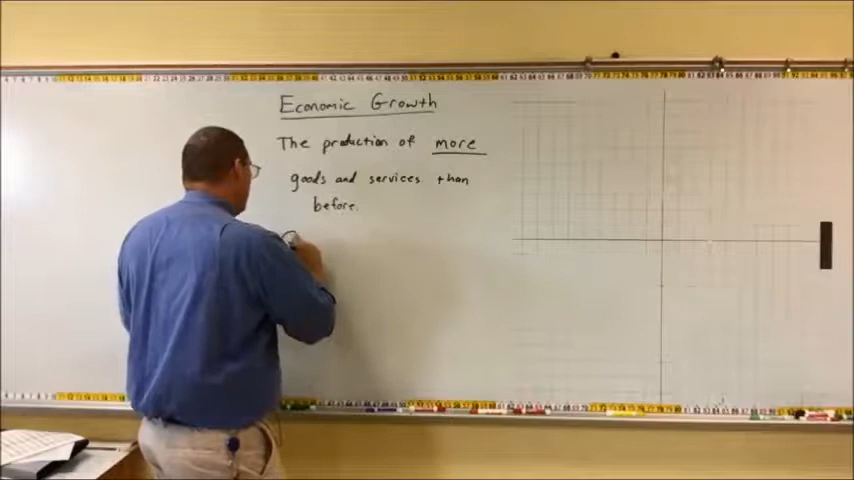 Economic Growth
The production of more
goods and services than
before.